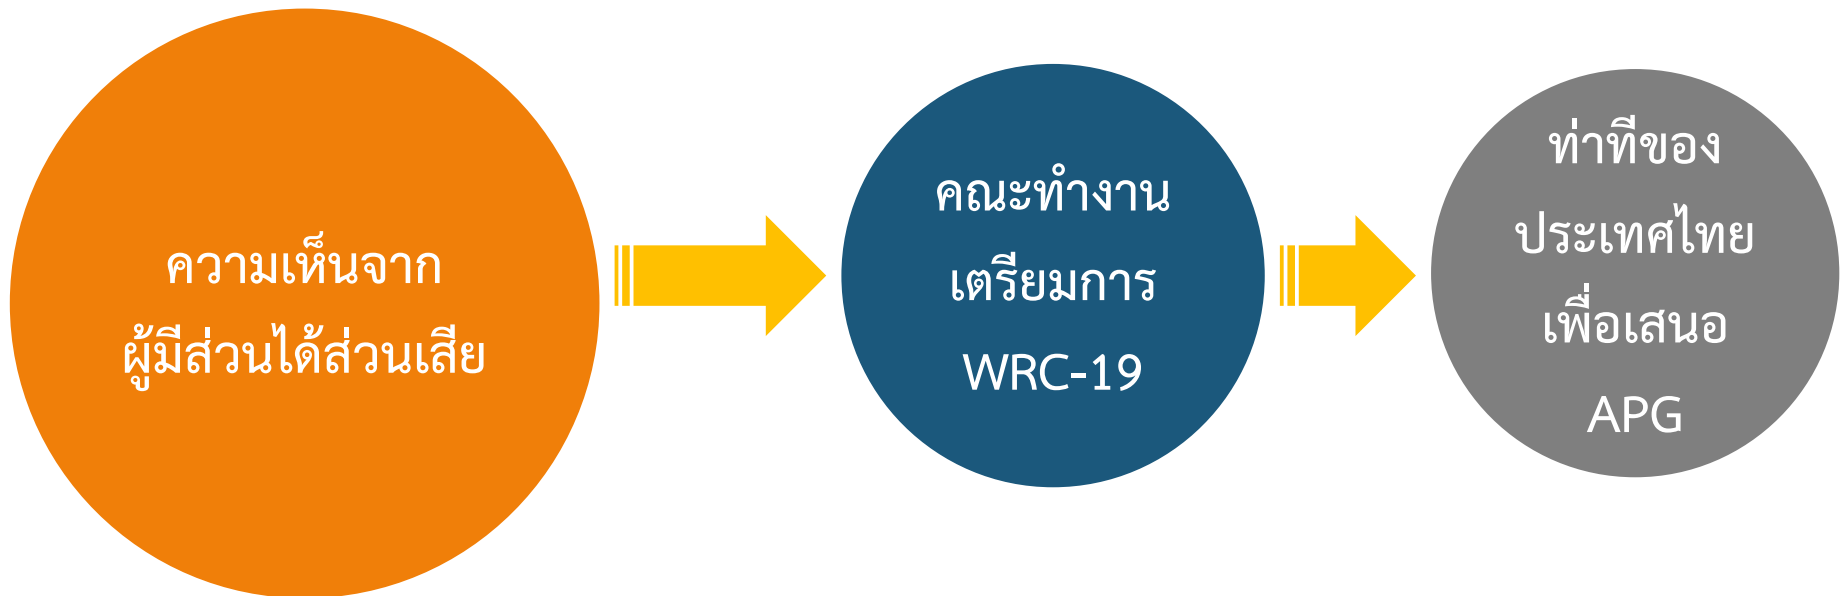 ความเห็นจาก
ผู้มีส่วนได้ส่วนเสีย
คณะทำงาน
เตรียมการ
WRC-19
ท่าทีของ
ประเทศไทย
เพื่อเสนอ
APG